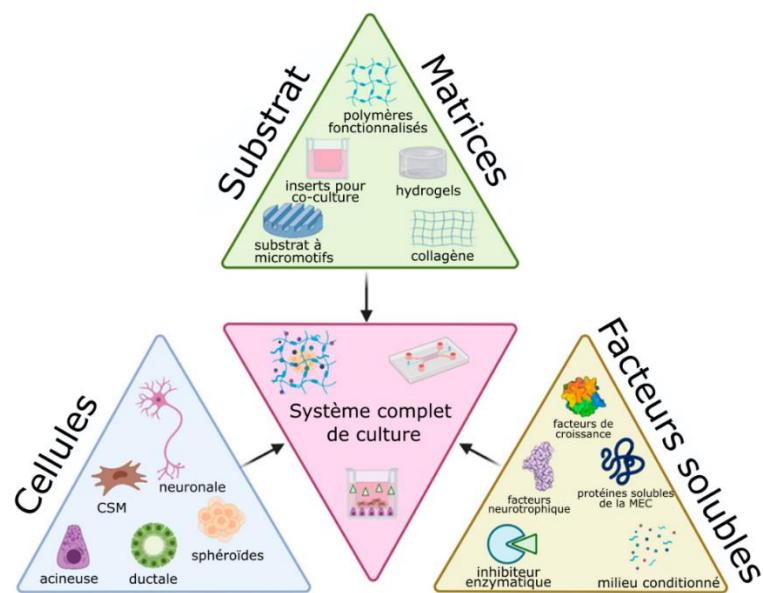 Substrat
Matrices
polymères
fonctionnalisés
inserts pour
co-culture
hydrogels
substrat à
micromotifs
collagène
Cellules
neuronale
CSM
sphéroïdes
acineuse
ductale
Système complet
de culture
Facteurs solubles
facteurs de
croissance
facteurs
neurotrophique
protéines solubles
de la MEC
inhibiteur
enzymatique
milieu conditionné